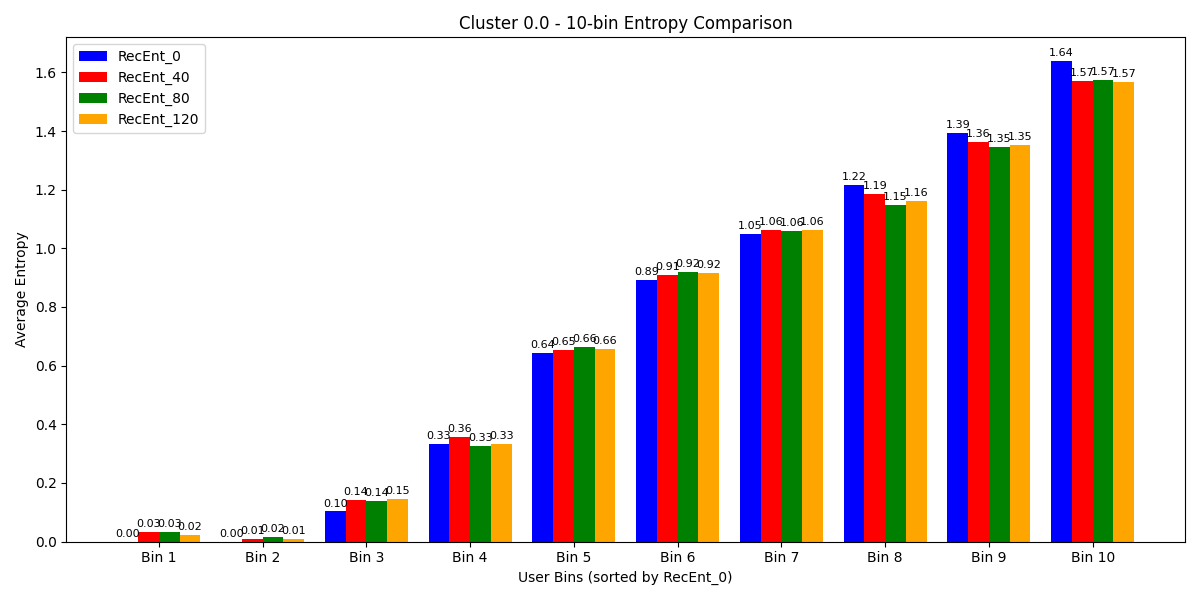 Cluster 0.0 - 10-bin Entropy Comparison
RecEnt_0
RecEnt_40
RecEnt_80
RecEnt_120
Average Entropy
1.6
1.4
1.2
1.0
0.8
0.6
0.4
0.2
0.0
0.00 0.03 0.03 0.02
0.00 0.01 0.02 0.01
0.10 0.14 0.14 0.15
0.33 0.36 0.33 0.33
0.64 0.65 0.66 0.66
0.89 0.91 0.92 0.92
1.05 1.06 1.06 1.06
1.22 1.19 1.15 1.16
1.39 1.36 1.35 1.35
1.64 1.57 1.57 1.57
Bin 1 Bin 2 Bin 3 Bin 4 Bin 5 Bin 6 Bin 7 Bin 8 Bin 9 Bin 10
User Bins (sorted by RecEnt_0)